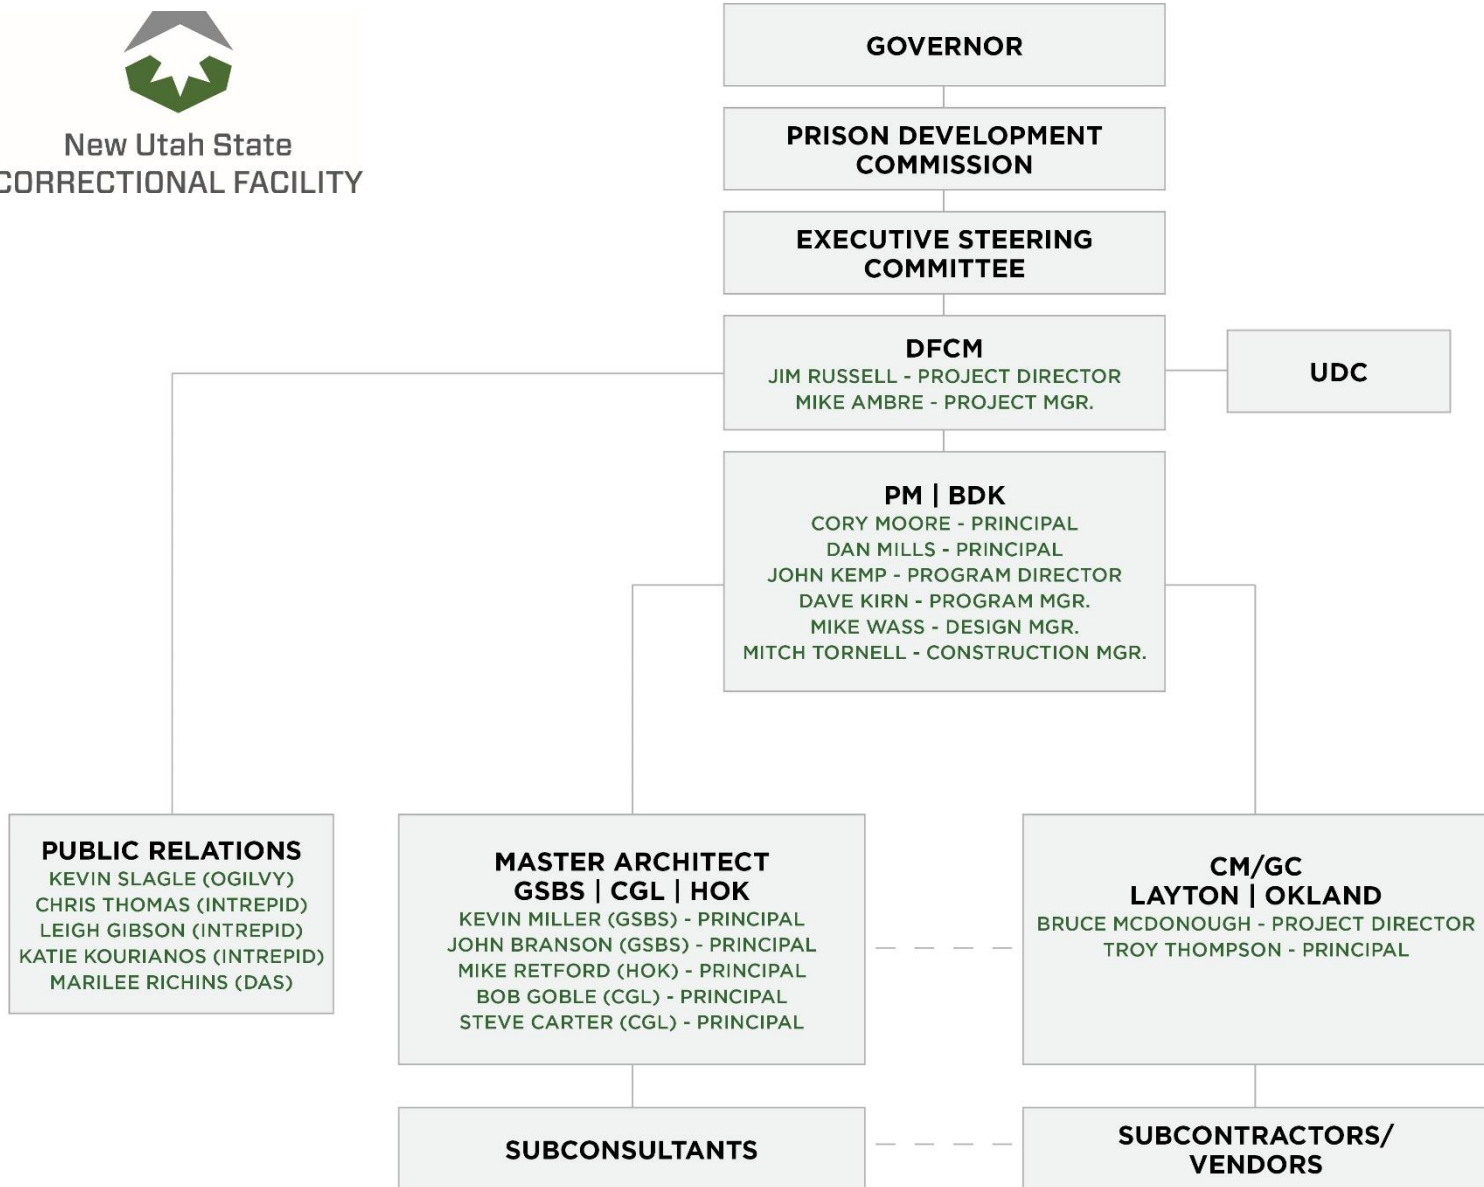 New Utah State
CORRECTIONAL FACILITY
GOVERNOR
PRISON DEVELOPMENT
COMMISSION
EXECUTIVE STEERING
COMMITTEE
DFCM
JIM RUSSELL - PROJECT DIRECTOR
MIKE AMBRE - PROJECT MGR.
UDC
PM | BDK
CORY MOORE - PRINCIPAL
DAN MILLS - PRINCIPAL
JOHN KEMP - PROGRAM DIRECTOR
DAVE KIRN - PROGRAM MGR.
MIKE WASS - DESIGN MGR.
MITCH TORNELL - CONSTRUCTION MGR.
PUBLIC RELATIONS
KEVIN SLAGLE (OGILVY)
CHRIS THOMAS (INTREPID)
LEIGH GIBSON (INTREPID)
KATIE KOURIANOS (INTREPID)
MARILEE RICHINS (DAS)
MASTER ARCHITECT
GSBS | CGL | HOK
KEVIN MILLER (GSBS) - PRINCIPAL
JOHN BRANSON (GSBS) - PRINCIPAL
MIKE RETFORD (HOK) - PRINCIPAL
BOB GOBLE (CGL) - PRINCIPAL
STEVE CARTER (CGL) - PRINCIPAL
CM/GC
LAYTON | OKLAND
BRUCE MCDONOUGH - PROJECT DIRECTOR
TROY THOMPSON - PRINCIPAL
SUBCONSULTANTS
SUBCONTRACTORS/
VENDORS